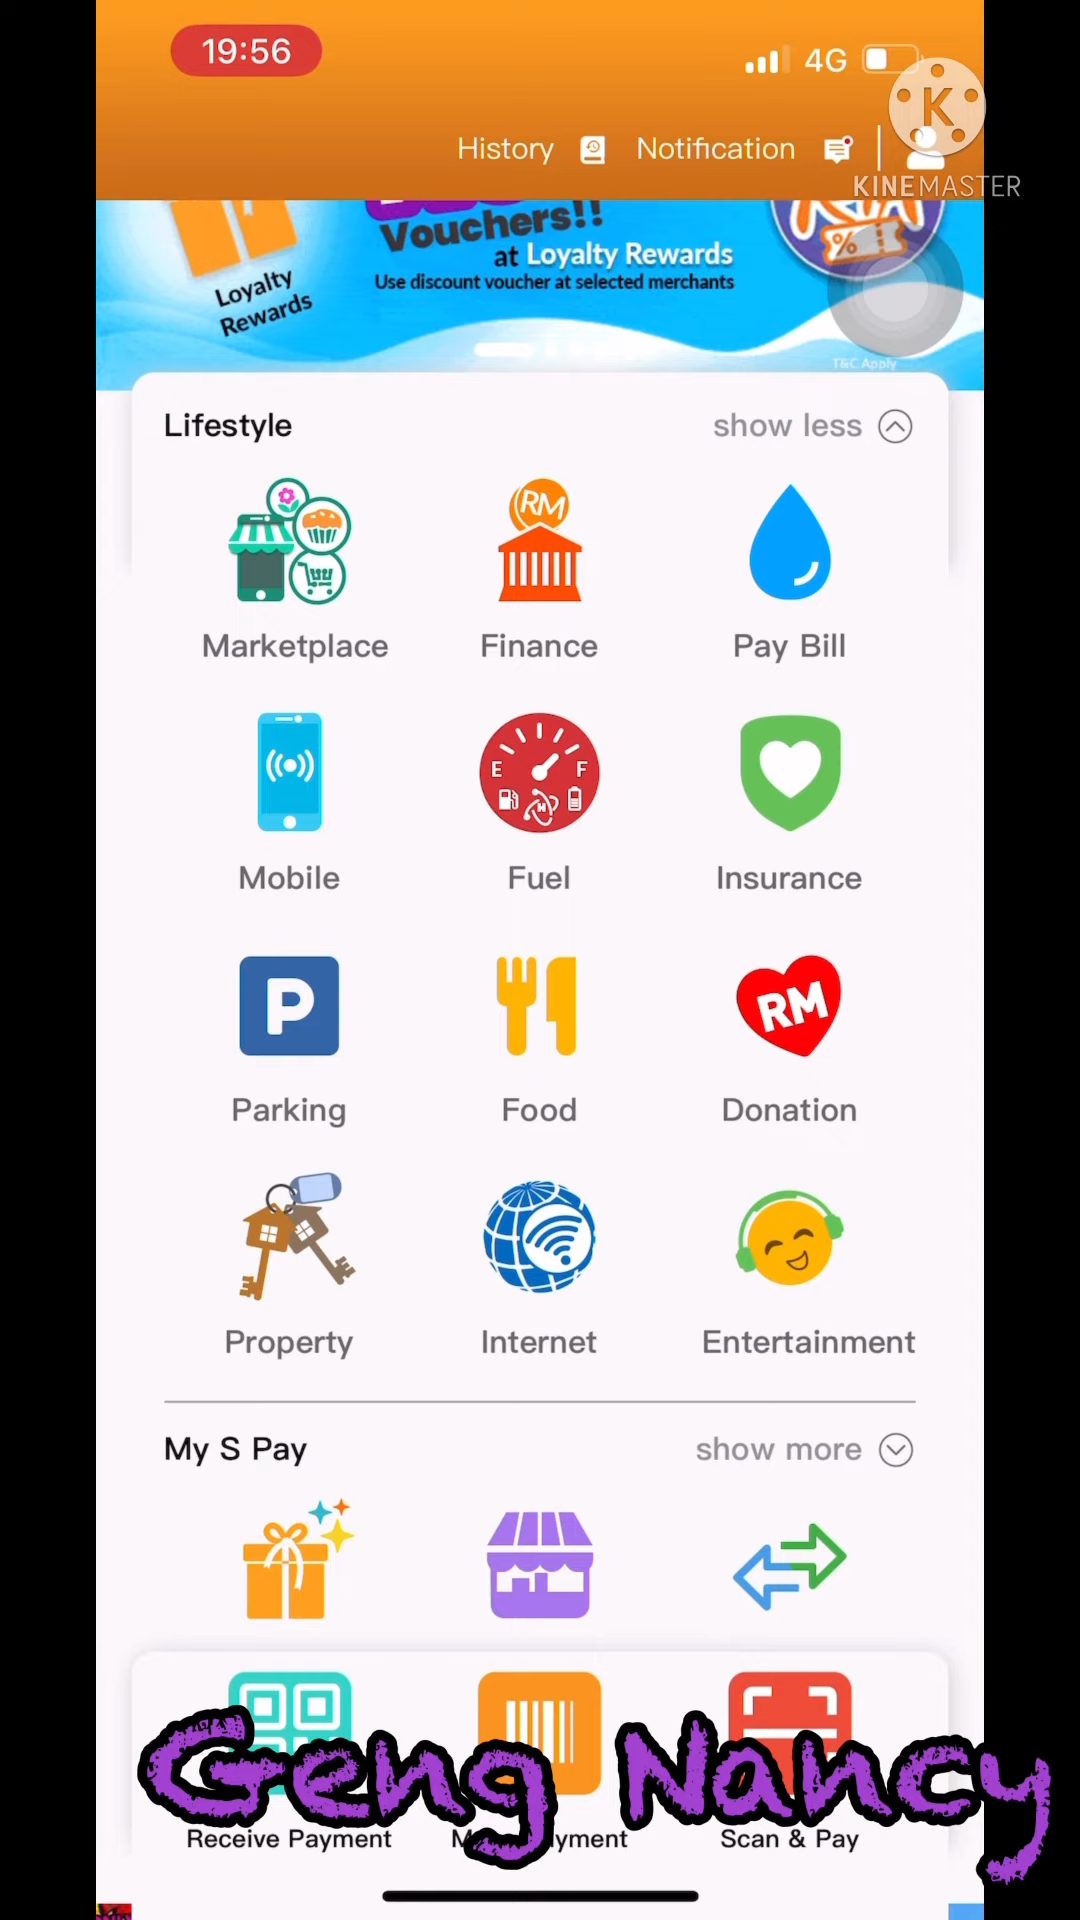 19:56
4G
History Notification
K
KINEMASTER
Vouchers!!
at Loyalty Rewards
Use discount voucher at selected merchants
Loyalty
Rewards
%
T&C Apply
Lifestyle show less
RM
Marketplace Finance Pay Bill
E F
H
Mobile Fuel Insurance
P RM
Parking Food Donation
Property Internet Entertainment
My S Pay show more
Geng Nancy
Receive Payment
Scan & Pay